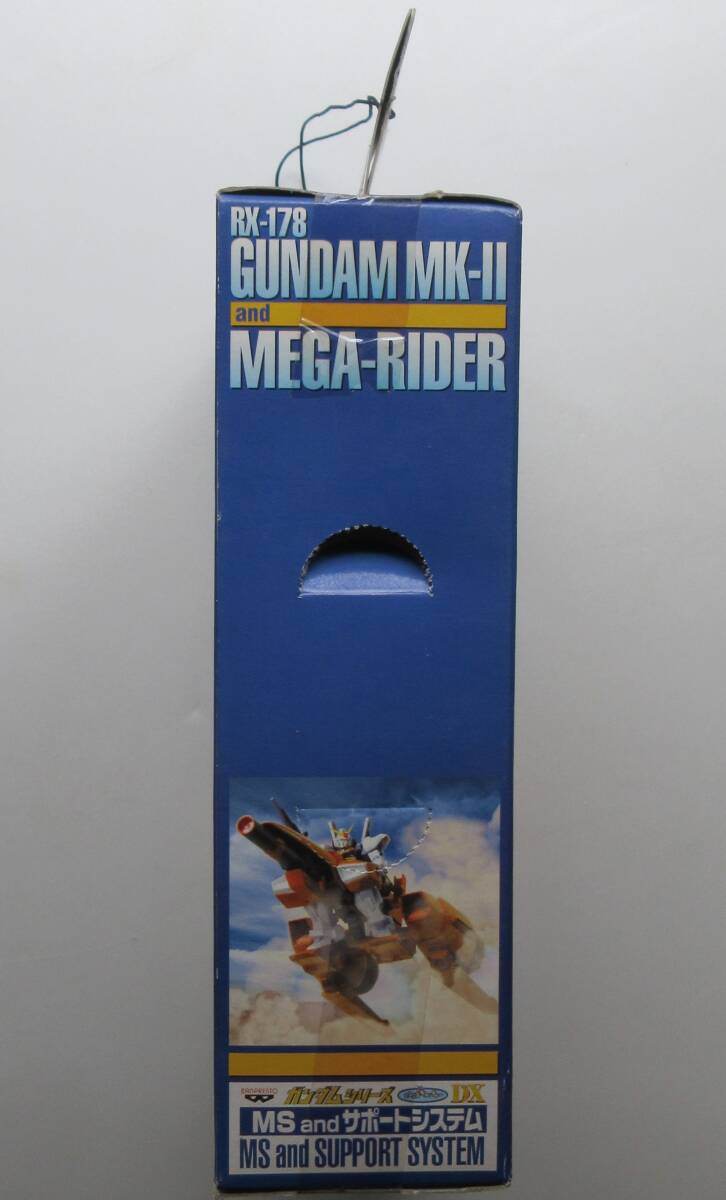 RX-178
GUNDAM MK-II
and
MEGA-RIDER
BANPRESTO ガンダムシリーズ DX
MS and サポートシステム
MS and SUPPORT SYSTEM